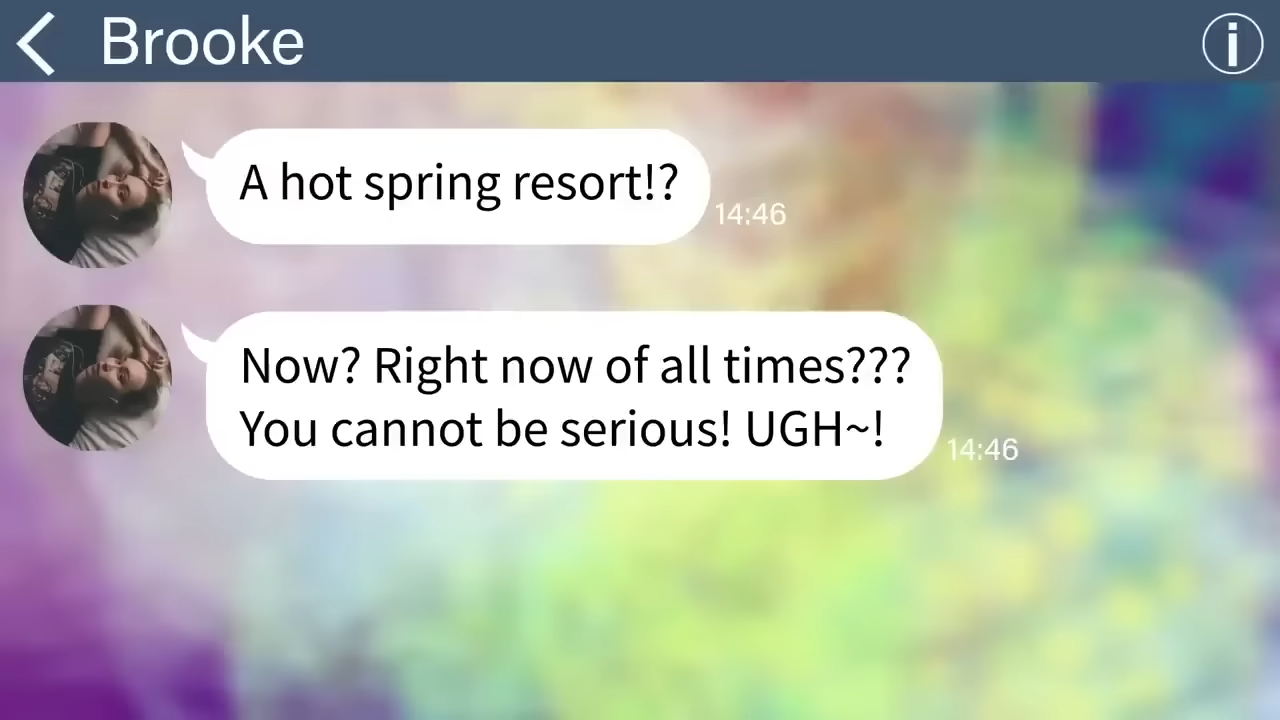 Brooke
A hot spring resort!?
14:46
Now? Right now of all times???
You cannot be serious! UGH~!
14:46